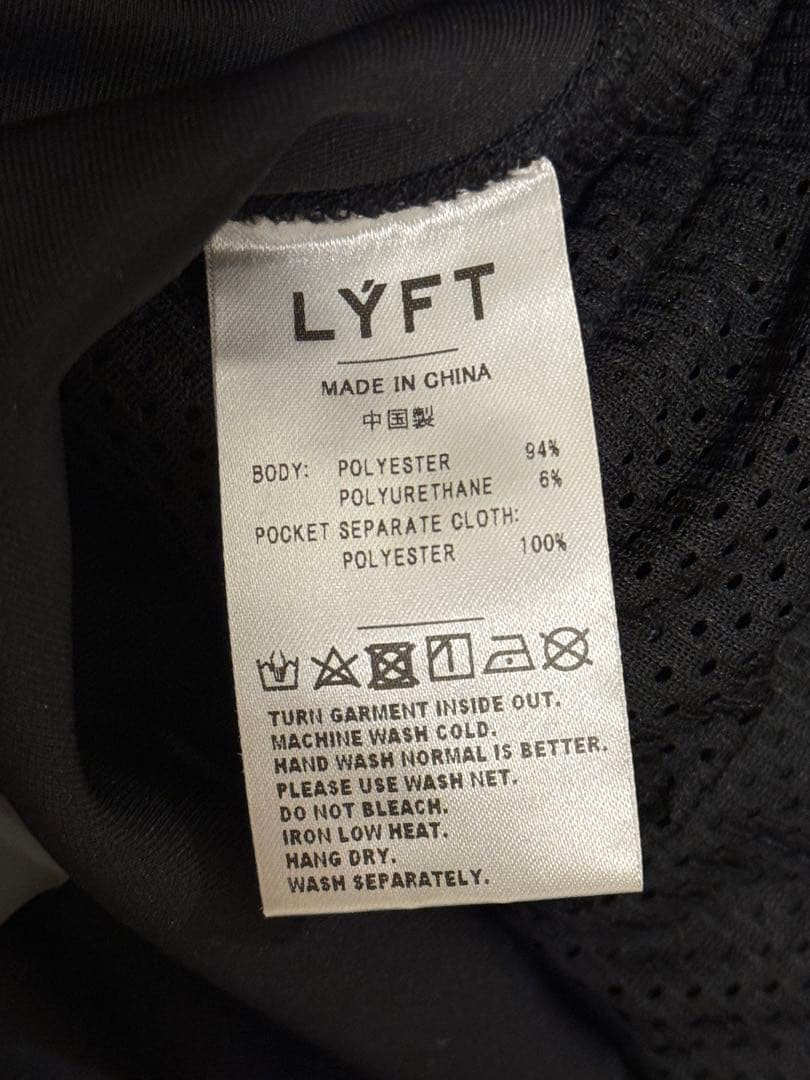 LÝFT
MADE IN CHINA
中国製
BODY: POLYESTER 94%
POLYURETHANE 6%
POCKET SEPARATE CLOTH:
POLYESTER 100%
TURN GARMENT INSIDE OUT.
MACHINE WASH COLD.
HAND WASH NORMAL IS BETTER.
PLEASE USE WASH NET.
DO NOT BLEACH.
IRON LOW HEAT.
HANG DRY.
WASH SEPARATELY.